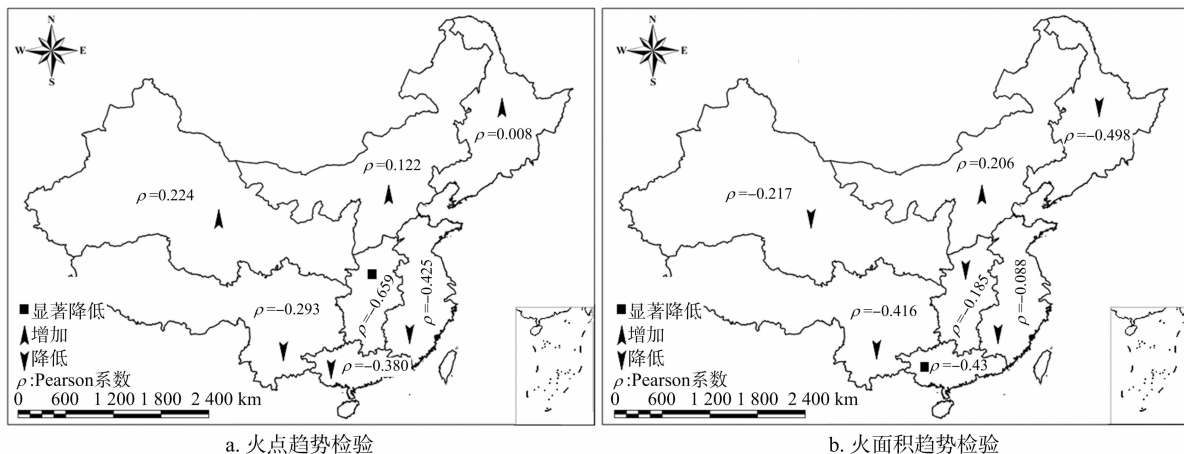 N
W E
S
ρ=0.008
ρ=0.122
ρ=0.224
ρ=-0.659
ρ=-0.425
ρ=-0.293
ρ=-0.380
■显著降低
增加
降低
ρ:Pearson系数
0 600 1 200 1 800 2 400 km
a. 火点趋势检验
N
W E
S
ρ=-0.498
ρ=0.206
ρ=-0.217
ρ=-0.185
ρ=-0.088
ρ=-0.416
ρ=-0.43
■显著降低
增加
降低
ρ:Pearson系数
0 600 1 200 1 800 2 400 km
b. 火面积趋势检验